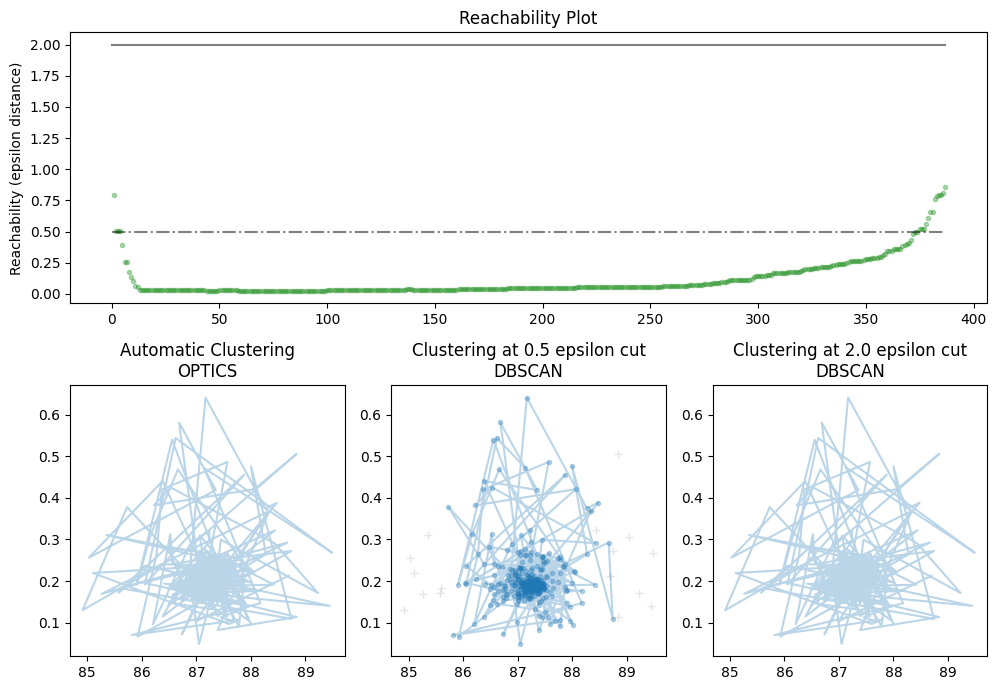 Reachability Plot
Reachability (epsilon distance)
2.00
1.75
1.50
1.25
1.00
0.75
0.50
0.25
0.00
0 50 100 150 200 250 300 350 400
Automatic Clustering
OPTICS
0.6
0.5
0.4
0.3
0.2
0.1
85 86 87 88 89
Clustering at 0.5 epsilon cut
DBSCAN
0.6
0.5
0.4
0.3
0.2
0.1
85 86 87 88 89
Clustering at 2.0 epsilon cut
DBSCAN
0.6
0.5
0.4
0.3
0.2
0.1
85 86 87 88 89